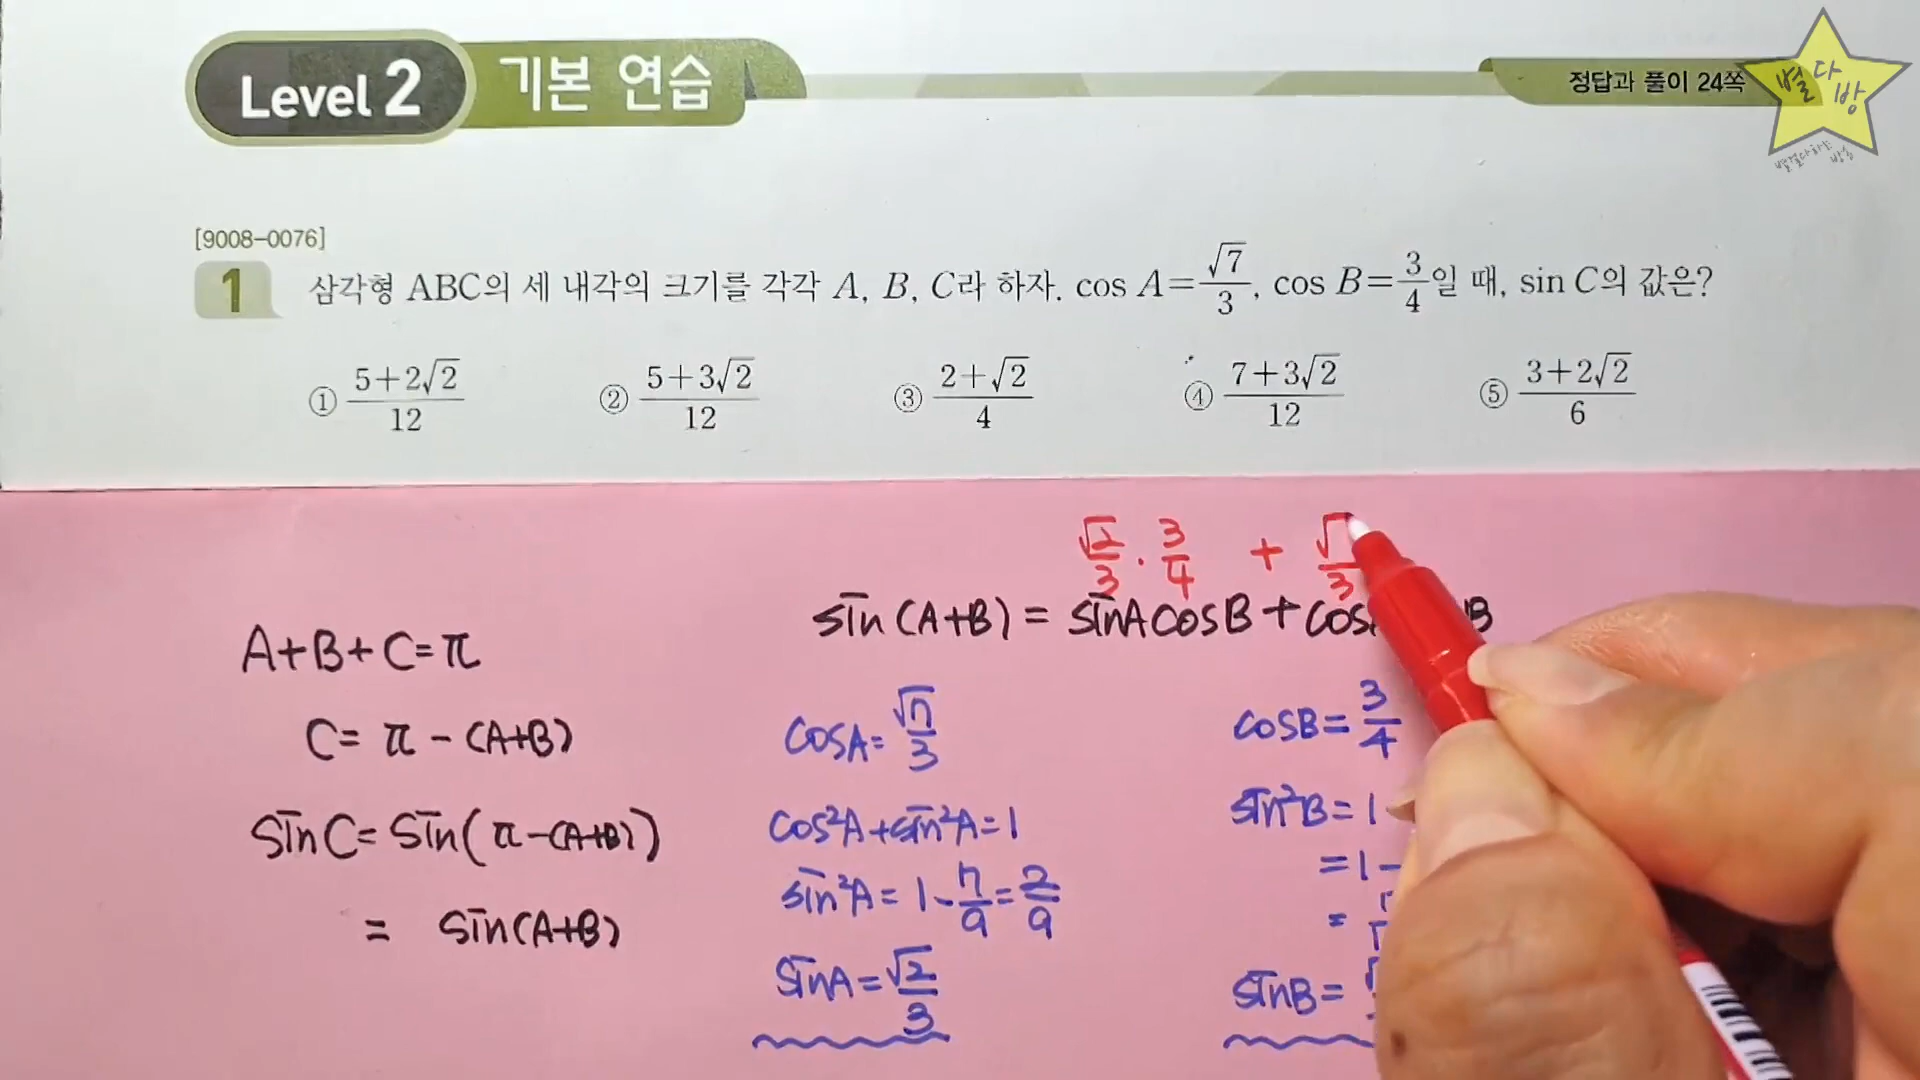 Level 2 기본 연습
정답과 풀이 24쪽
별 다 방
[9008-0076]
1 삼각형 ABC의 세 내각의 크기를 각각 A, B, C라 하자. cos A=√7/3, cos B=3/4일 때, sin C의 값은?
① (5+2√2)/12 ② (5+3√2)/12 ③ (2+√2)/4 ④ (7+3√2)/12 ⑤ (3+2√2)/6
√2/3 · 3/4 + √ /3
sin(A+B) = sinAcosB + cos B
A+B+C=π
C= π-(A+B)
sinC= sin(π-(A+B))
= sin(A+B)
cosA= √7/3
cos²A+sin²A=1
sin²A= 1-7/9=2/9
sinA=√2/3
cosB=3/4
sin²B=1-
=1-
=
sinB=